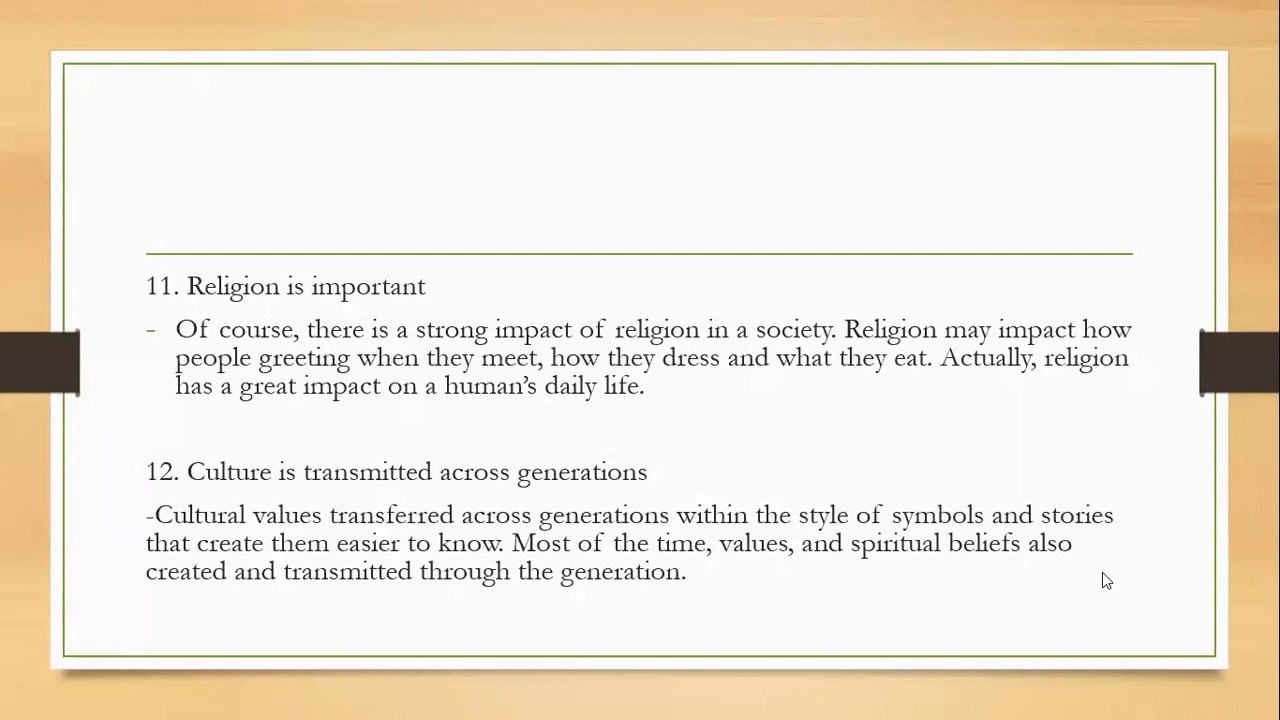 11. Religion is important
- Of course, there is a strong impact of religion in a society. Religion may impact how
people greeting when they meet, how they dress and what they eat. Actually, religion
has a great impact on a human’s daily life.
12. Culture is transmitted across generations
-Cultural values transferred across generations within the style of symbols and stories
that create them easier to know. Most of the time, values, and spiritual beliefs also
created and transmitted through the generation.